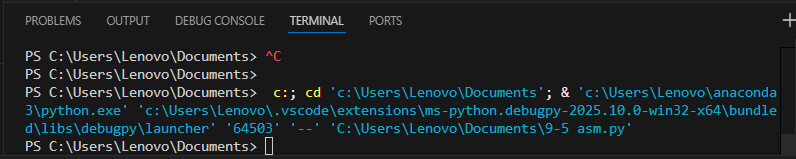 PROBLEMS OUTPUT DEBUG CONSOLE TERMINAL PORTS
PS C:\Users\Lenovo\Documents> ^C
PS C:\Users\Lenovo\Documents>
PS C:\Users\Lenovo\Documents>  c:; cd 'c:\Users\Lenovo\Documents'; & 'c:\Users\Lenovo\anaconda
3\python.exe' 'c:\Users\Lenovo\.vscode\extensions\ms-python.debugpy-2025.10.0-win32-x64\bundle
d\libs\debugpy\launcher' '64503' '--' 'C:\Users\Lenovo\Documents\9-5 asm.py'
PS C:\Users\Lenovo\Documents>